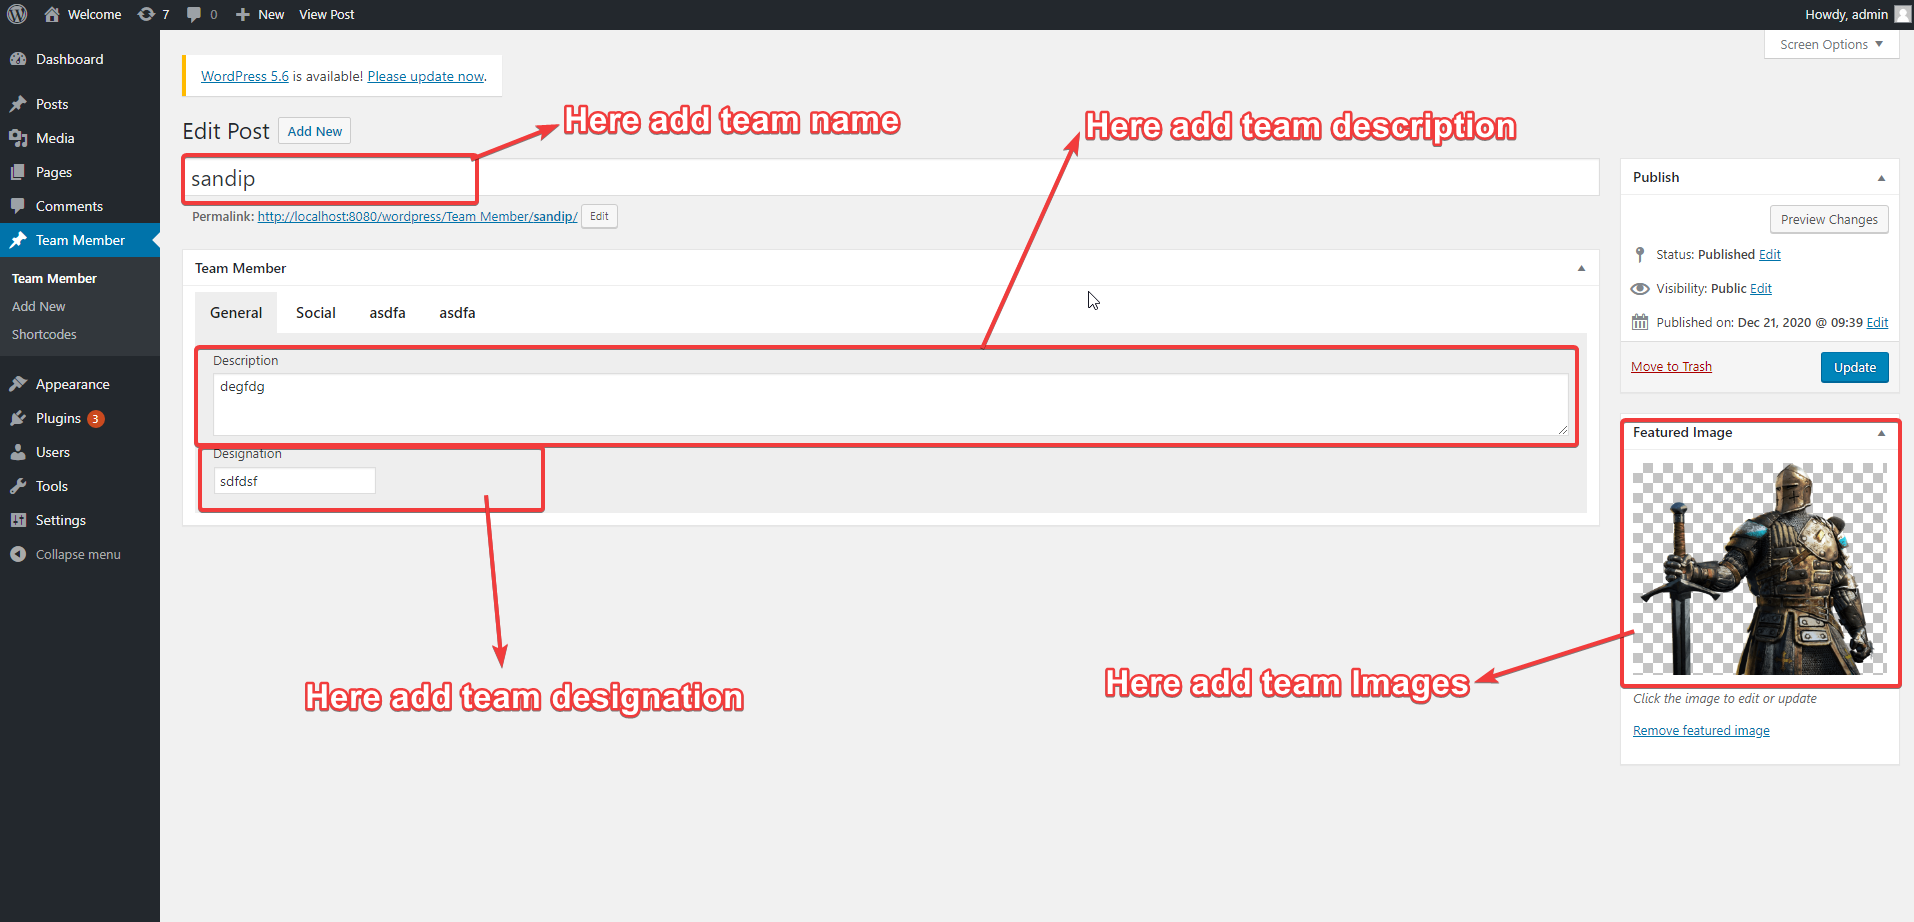 Welcome 7 0 New View Post Howdy, admin
Screen Options
Dashboard
Posts
Media
Pages
Comments
Team Member
Team Member
Add New
Shortcodes
Appearance
Plugins 3
Users
Tools
Settings
Collapse menu
WordPress 5.6 is available! Please update now.
Edit Post Add New
Here add team name
Here add team description
sandip
Permalink: http://localhost:8080/wordpress/Team Member/sandip/ Edit
Team Member
General Social asdfa asdfa
Description
degfdg
Designation
sdfdsf
Here add team designation
Here add team Images
Publish
Preview Changes
Status: Published Edit
Visibility: Public Edit
Published on: Dec 21, 2020 @ 09:39 Edit
Move to Trash Update
Featured Image
Click the image to edit or update
Remove featured image